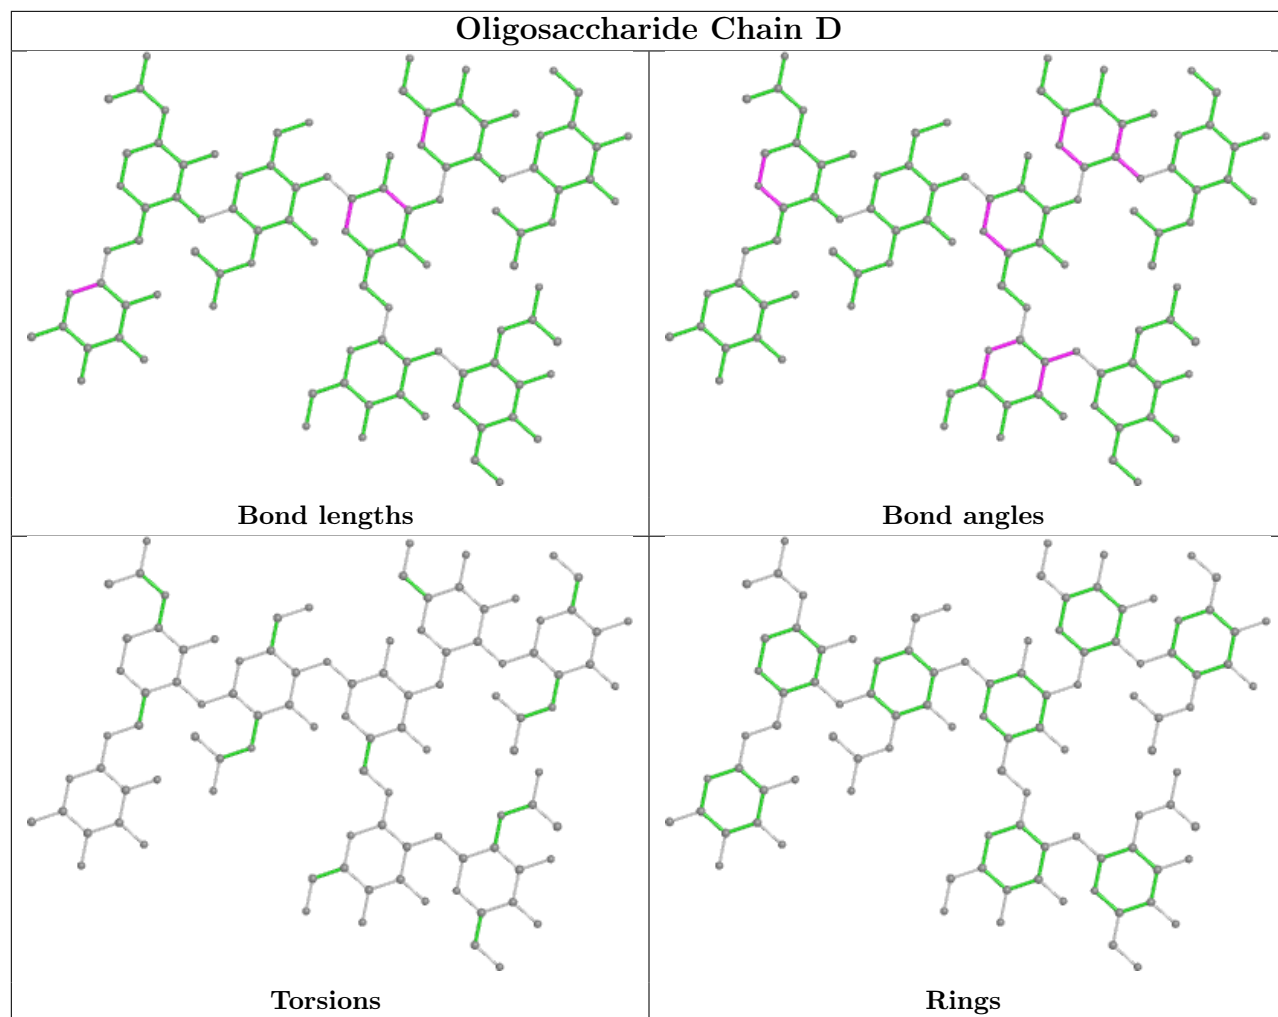 Oligosaccharide Chain D
Bond lengths
Bond angles
Torsions
Rings